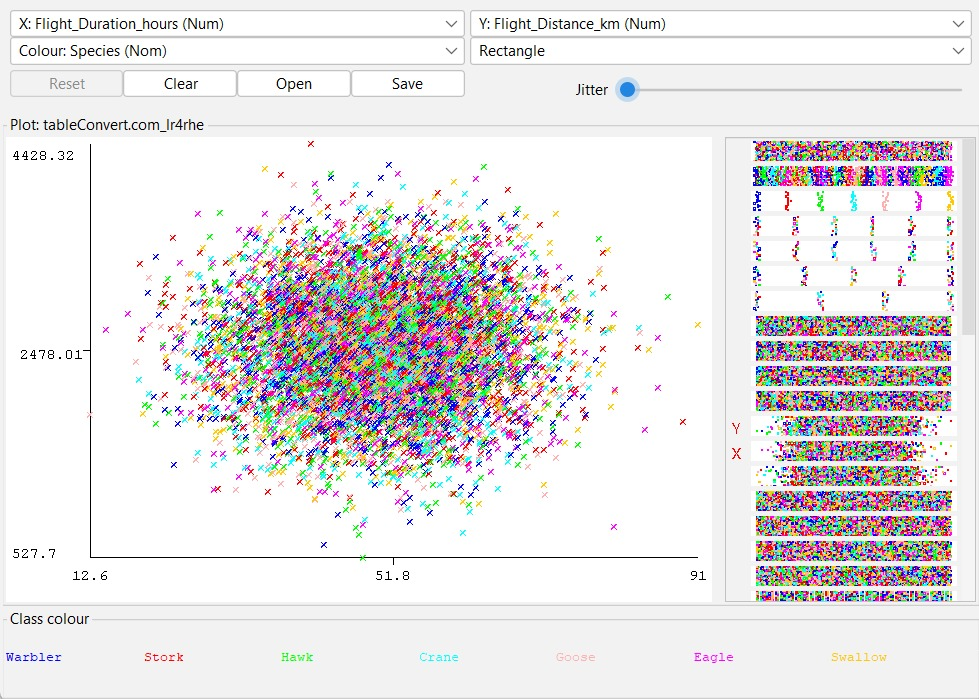 X: Flight_Duration_hours (Num) Y: Flight_Distance_km (Num)
Colour: Species (Nom) Rectangle
Reset Clear Open Save Jitter
Plot: tableConvert.com_lr4rhe
4428.32
2478.01
527.7
12.6 51.8 91
Y
X
Class colour
Warbler Stork Hawk Crane Goose Eagle Swallow